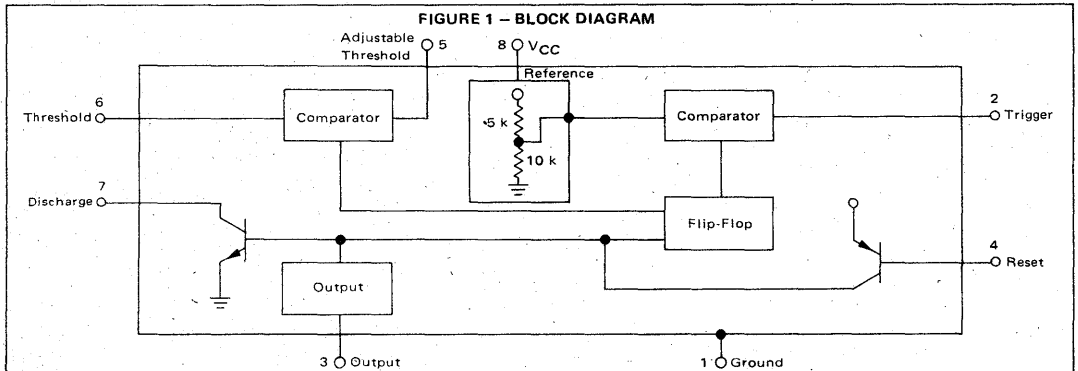 FIGURE 1 – BLOCK DIAGRAM
Adjustable
Threshold
5
8
VCC
Reference
6
Threshold
Comparator
5 k
10 k
Comparator
2
Trigger
7
Discharge
Flip-Flop
4
Reset
Output
3
Output
1
Ground